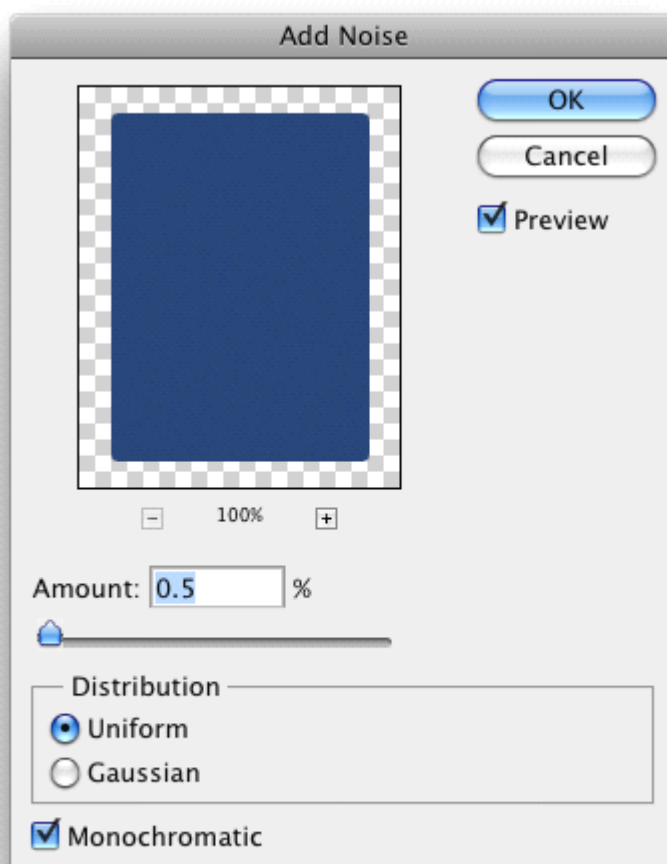 Add Noise
OK
Cancel
Preview
100%
Amount: 0.5 %
Distribution
Uniform
Gaussian
Monochromatic